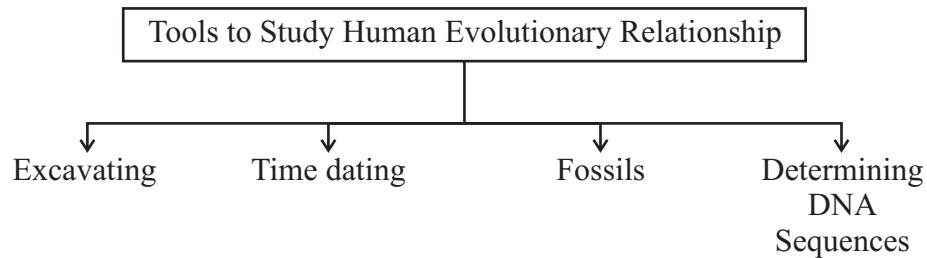 Tools to Study Human Evolutionary Relationship
Excavating
Time dating
Fossils
Determining
DNA
Sequences